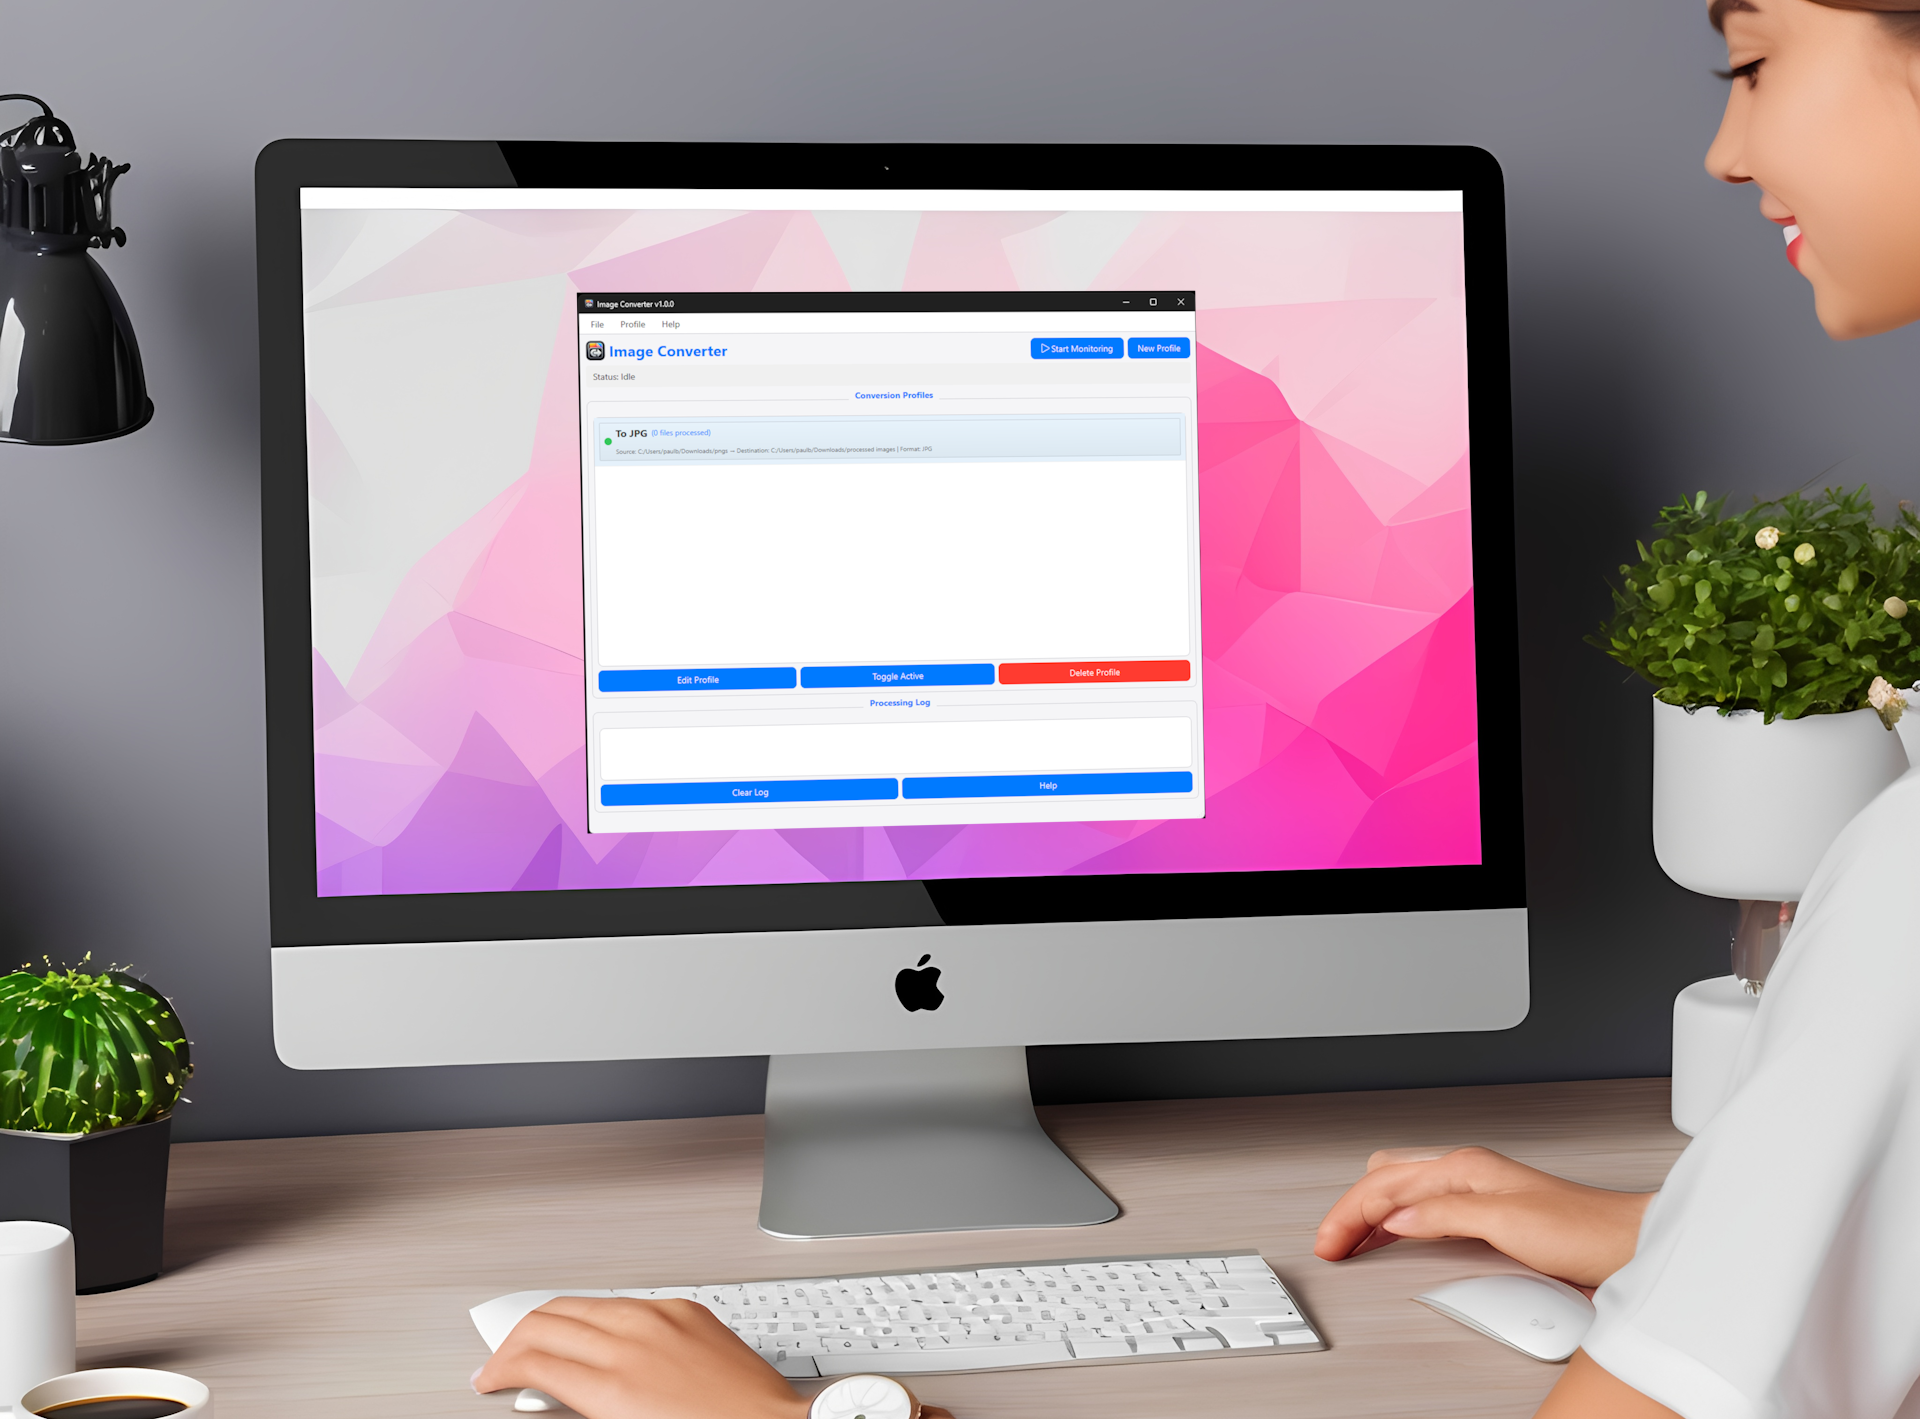 Image Converter v1.0.0
File Profile Help
Image Converter
Start Monitoring New Profile
Status: Idle
Conversion Profiles
To JPG (0 files processed)
Source: C:/Users/paulb/Downloads/pngs → Destination: C:/Users/paulb/Downloads/processed images | Format: JPG
Edit Profile Toggle Active Delete Profile
Processing Log
Clear Log Help